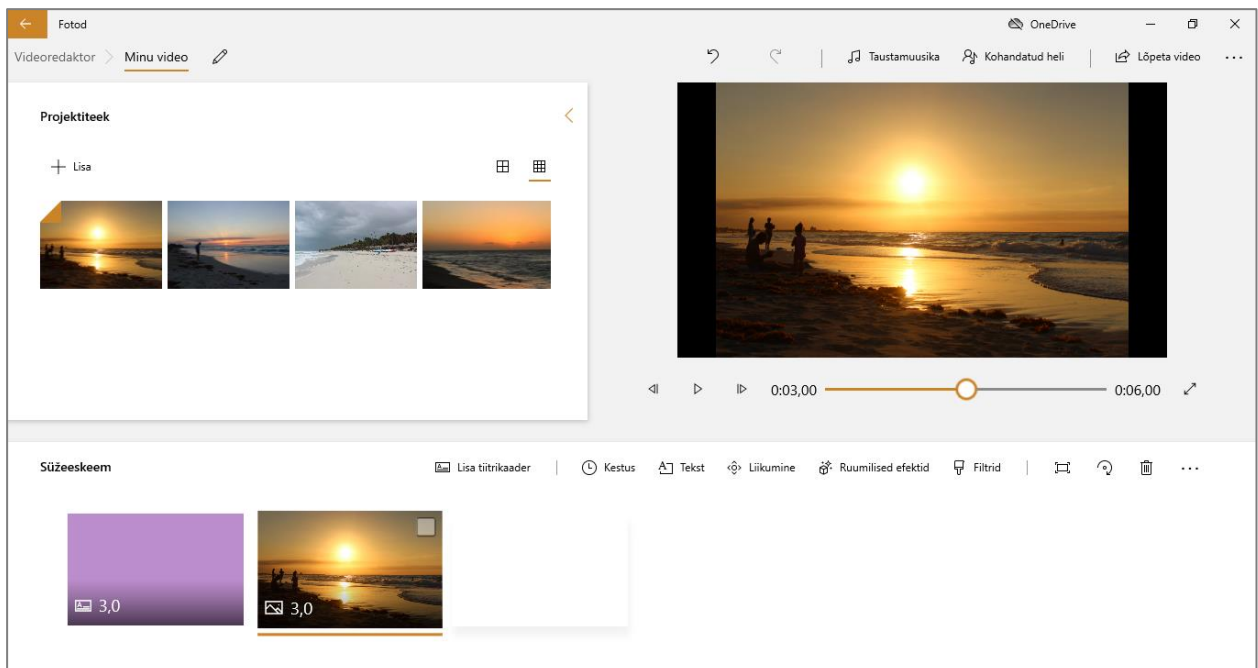 Fotod
OneDrive
Videoredaktor > Minu video
Taustamuusika
Kohandatud heli
Lõpeta video
Projektiteek
+ Lisa
0:03,00
0:06,00
Süžeeskeem
Lisa tiitrikaader
Kestus
Tekst
Liikumine
Ruumilised efektid
Filtrid
3,0
3,0